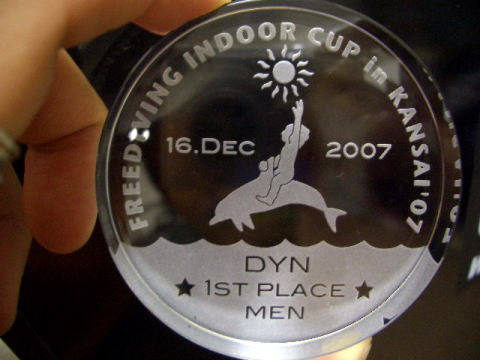 FREEDIVING INDOOR CUP in KANSAI'07
16.DEC 2007
DYN
★ 1ST PLACE ★
MEN